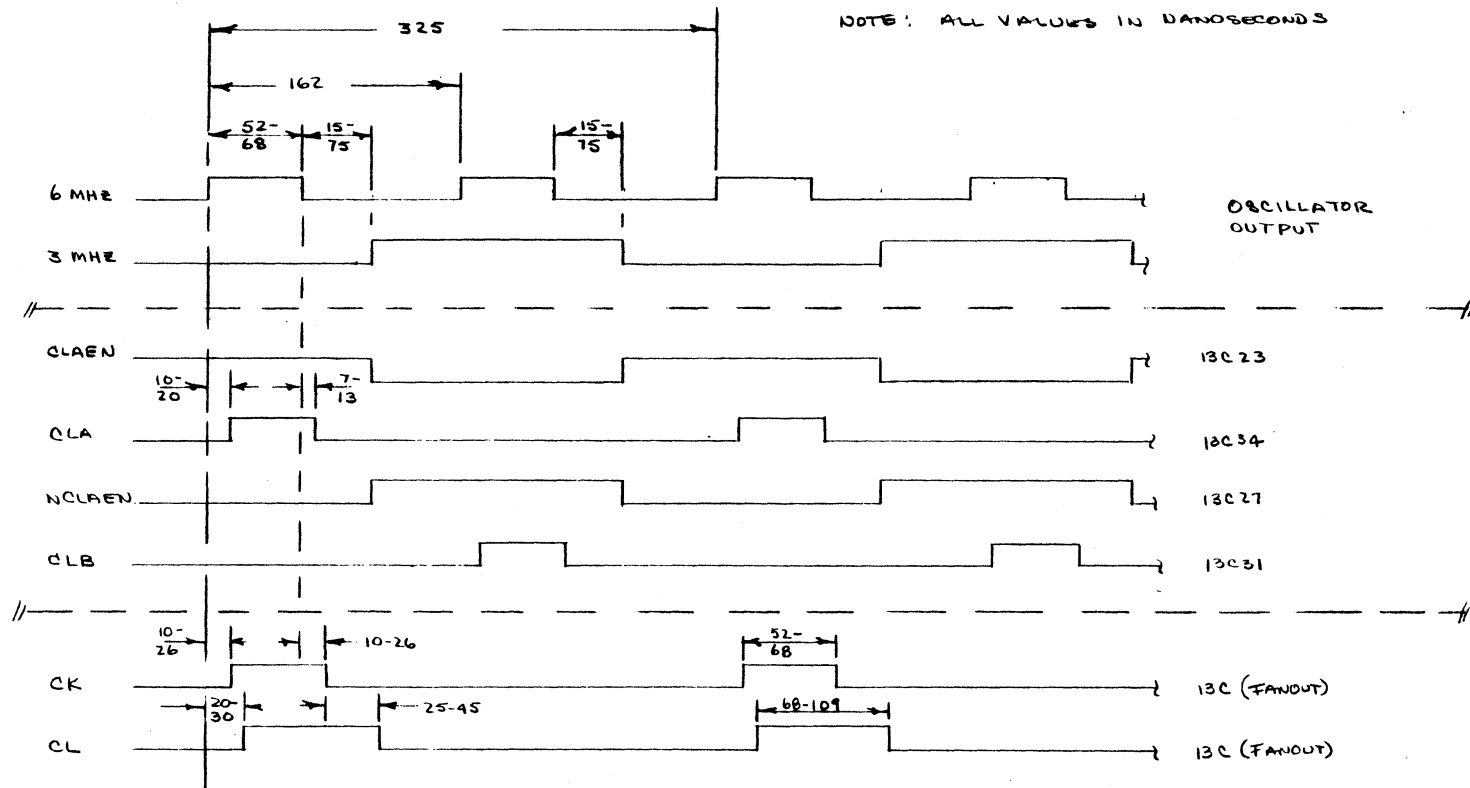 NOTE: ALL VALUES IN NANOSECONDS
325
162
52-
68
15-
75
15-
75
6 MHZ
OSCILLATOR
OUTPUT
3 MHZ
CLAEN
13C23
10-
20
7-
13
CLA
13C34
NCLAEN
13C27
CLB
13C31
10-
26
10-26
52-
68
CK
13C (FANOUT)
20-
30
25-45
68-109
CL
13C (FANOUT)